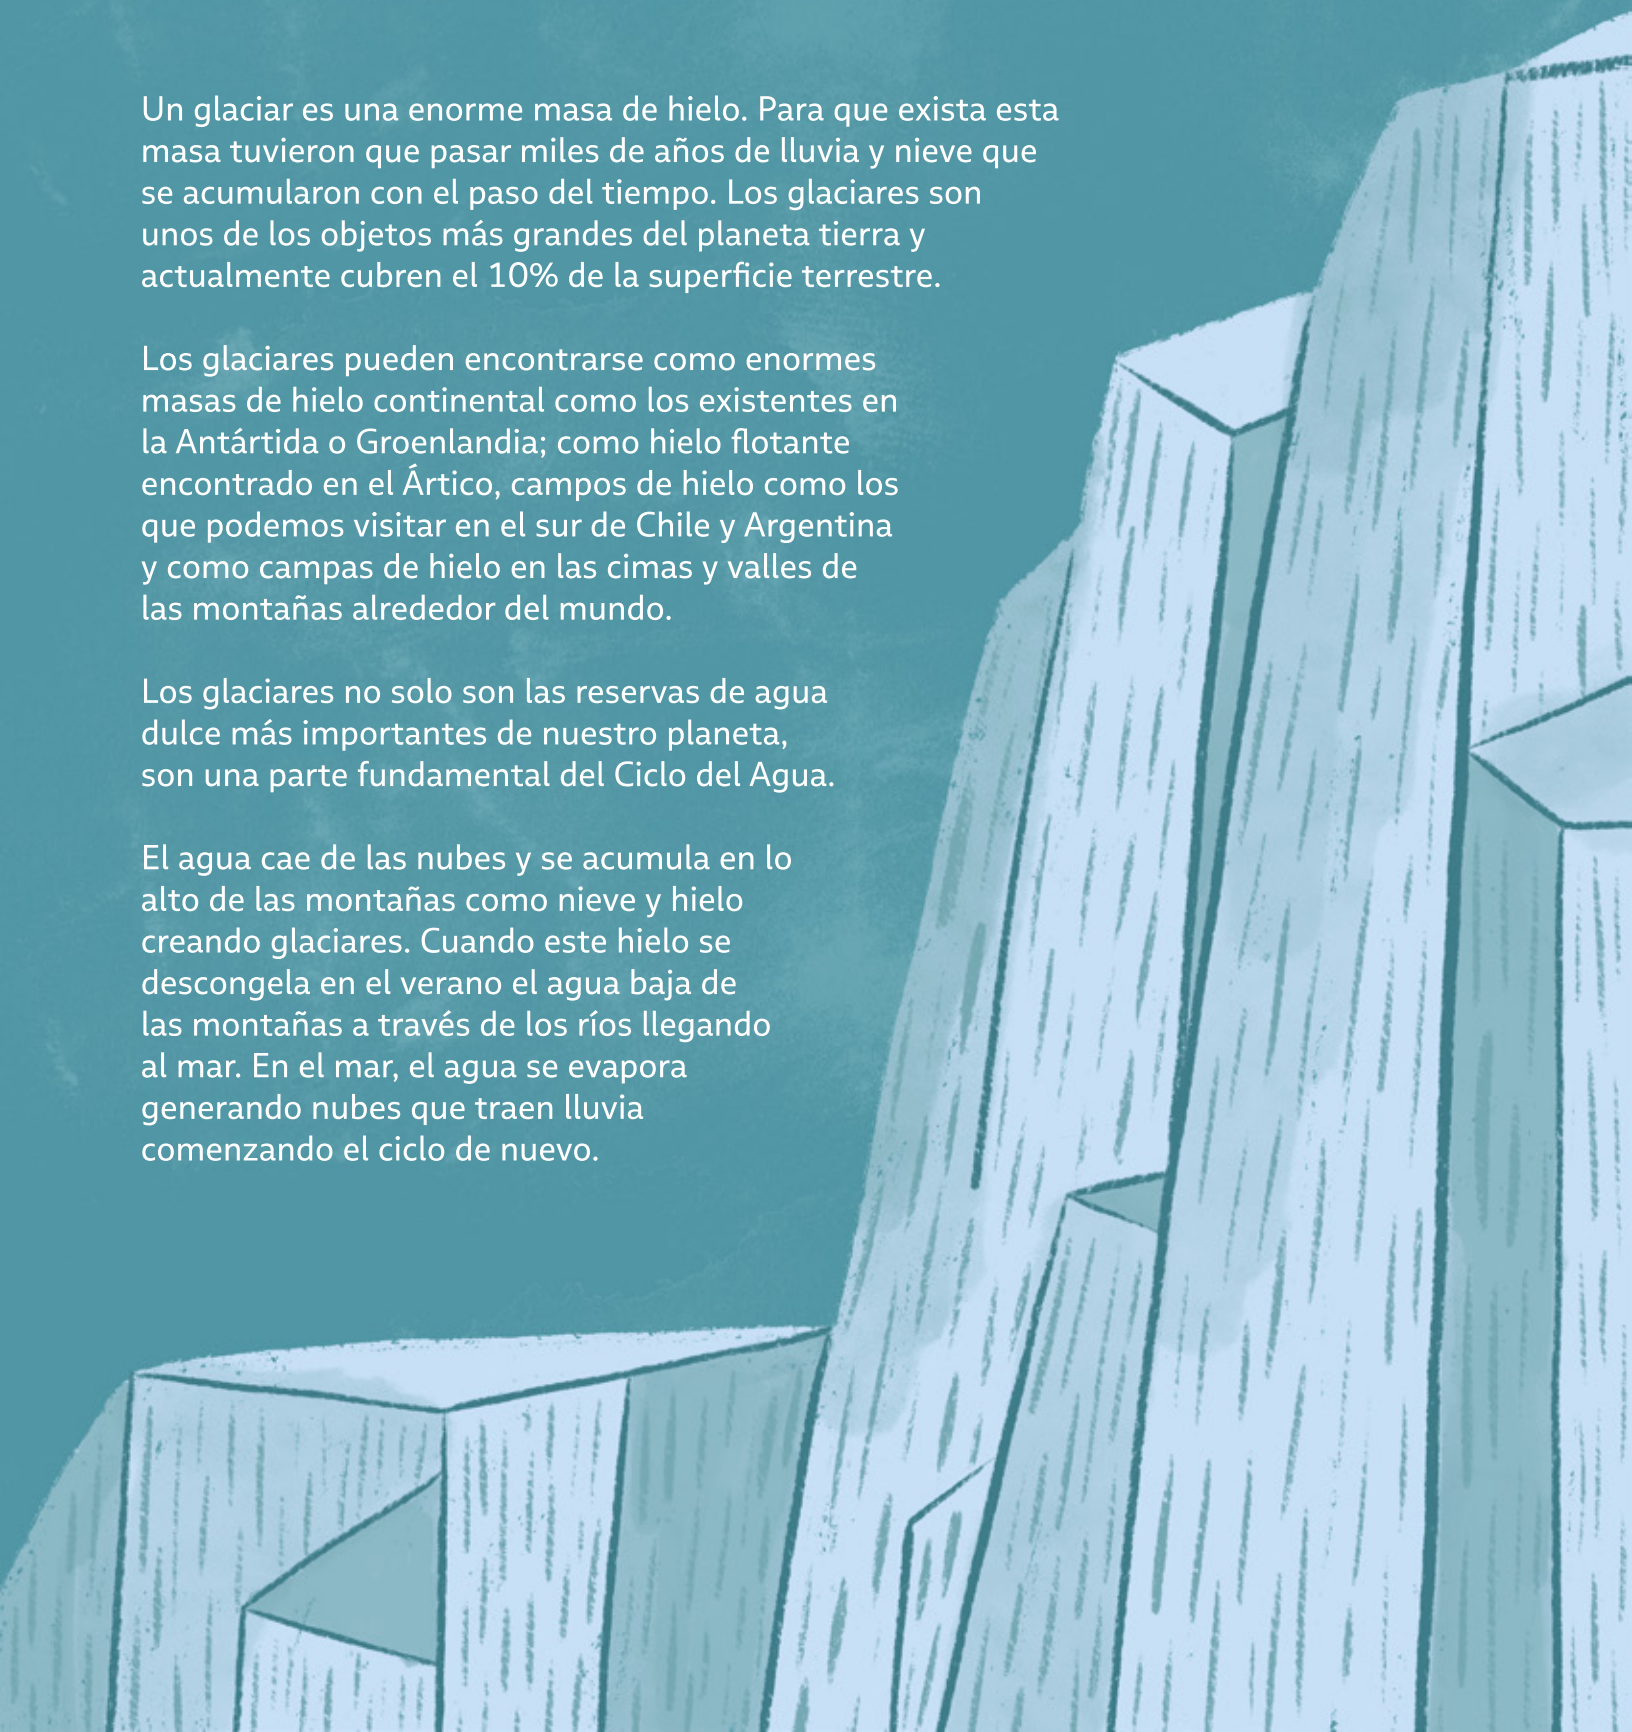 Un glaciar es una enorme masa de hielo. Para que exista esta
masa tuvieron que pasar miles de años de lluvia y nieve que
se acumularon con el paso del tiempo. Los glaciares son
unos de los objetos más grandes del planeta tierra y
actualmente cubren el 10% de la superficie terrestre.
Los glaciares pueden encontrarse como enormes
masas de hielo continental como los existentes en
la Antártida o Groenlandia; como hielo flotante
encontrado en el Ártico, campos de hielo como los
que podemos visitar en el sur de Chile y Argentina
y como campas de hielo en las cimas y valles de
las montañas alrededor del mundo.
Los glaciares no solo son las reservas de agua
dulce más importantes de nuestro planeta,
son una parte fundamental del Ciclo del Agua.
El agua cae de las nubes y se acumula en lo
alto de las montañas como nieve y hielo
creando glaciares. Cuando este hielo se
descongela en el verano el agua baja de
las montañas a través de los ríos llegando
al mar. En el mar, el agua se evapora
generando nubes que traen lluvia
comenzando el ciclo de nuevo.